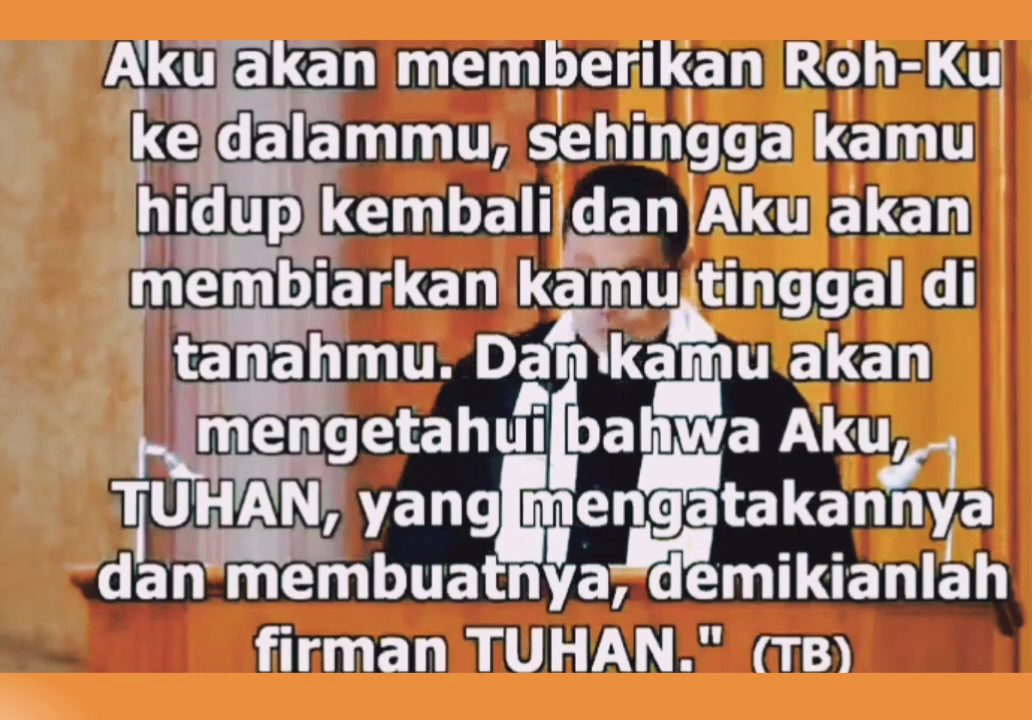 Aku akan memberikan Roh-Ku
ke dalammu, sehingga kamu
hidup kembali dan Aku akan
membiarkan kamu tinggal di
tanahmu. Dan kamu akan
mengetahui bahwa Aku,
TUHAN, yang mengatakannya
dan membuatnya, demikianlah
firman TUHAN." (TB)